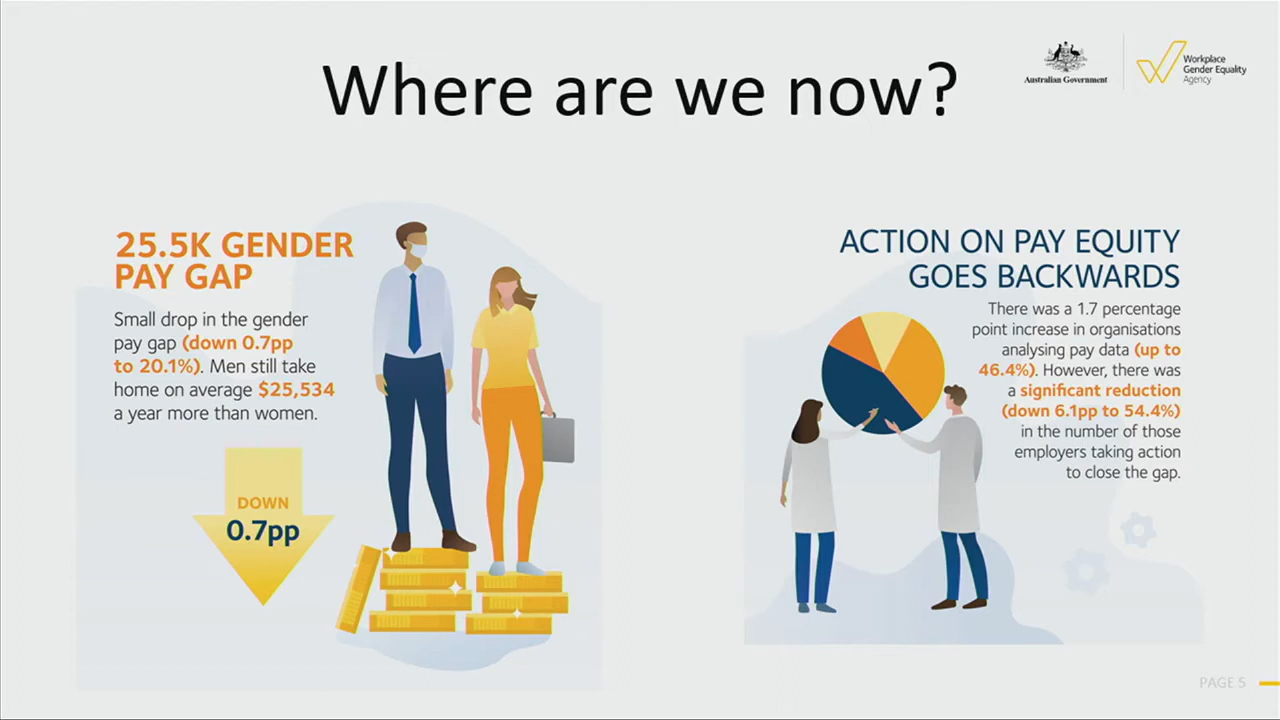 Where are we now?
Australian Government
Workplace
Gender Equality
Agency
25.5K GENDER
PAY GAP
Small drop in the gender
pay gap (down 0.7pp
to 20.1%). Men still take
home on average $25,534
a year more than women.
DOWN
0.7pp
ACTION ON PAY EQUITY
GOES BACKWARDS
There was a 1.7 percentage
point increase in organisations
analysing pay data (up to
46.4%). However, there was
a significant reduction
(down 6.1pp to 54.4%)
in the number of those
employers taking action
to close the gap.
PAGE 5